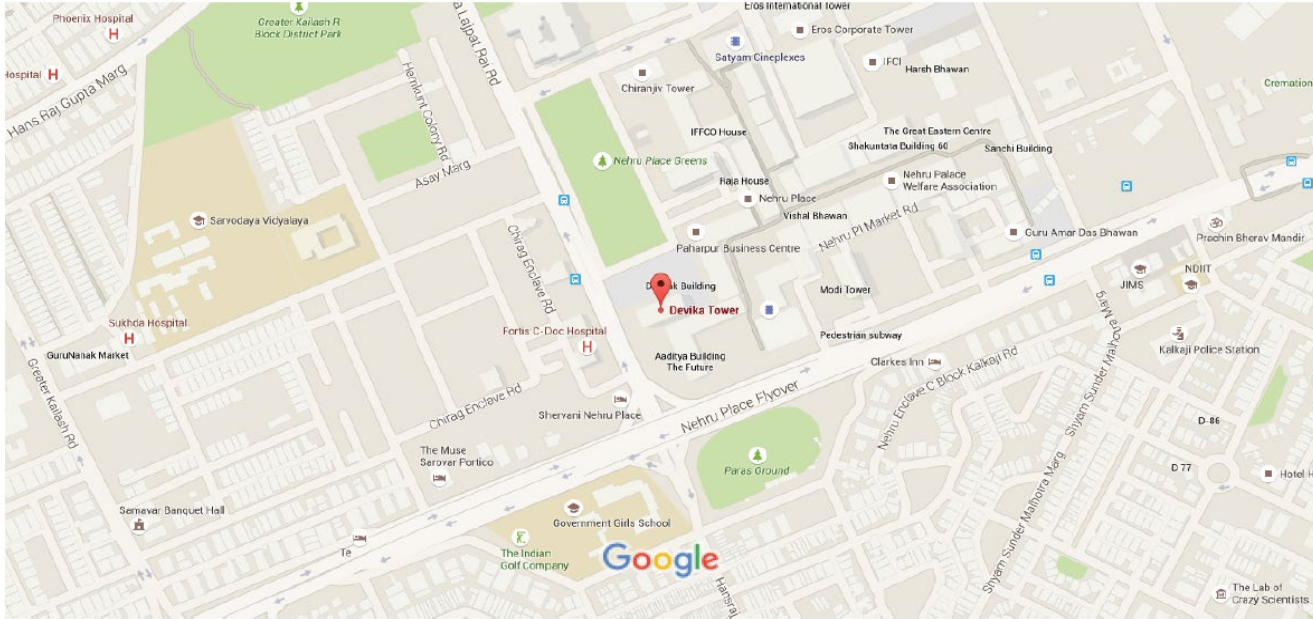 Eros International Tower
Phoenix Hospital
Greater Kailash R
Block District Park
a Lajpat Rai Rd
Eros Corporate Tower
Satyam Cineplexes
Hospital
Hans Raj Gupta Marg
Hemkunt Colony Rd
IFCI
Harsh Bhawan
Chiranjiv Tower
Cremation
IFFCO House
The Great Eastern Centre
Shakuntata Building 60
Sanchi Building
Nehru Place Greens
Asay Marg
Raja House
Nehru Palace
Welfare Association
Nehru Place
Vishal Bhawan
Sarvodaya Vidyalaya
Chirag Enclave Rd
Nehru Pl Market Rd
Guru Amar Das Bhawan
Prachin Bherav Mandir
Paharpur Business Centre
NDIIT
JIMS
Building
Modi Tower
Devika Tower
Sukhda Hospital
Fortis C-Doc Hospital
Pedestrian subway
GuruNanak Market
Aaditya Building
The Future
Clarkes Inn
Kalkaji Police Station
Greater Kailash Rd
Chirag Enclave Rd
Shervani Nehru Place
Nehru Place Flyover
Nehru Enclave C Block Kalkaji Rd
Shyam Sunder Malhotra Marg
D-86
The Muse
Sarovar Portico
Paras Ground
D 77
Hotel H
Samavar Banquet Hall
Government Girls School
Te
The Indian
Golf Company
Google
Shyam Sunder Malhotra Marg
Hansraj
The Lab of
Crazy Scientists